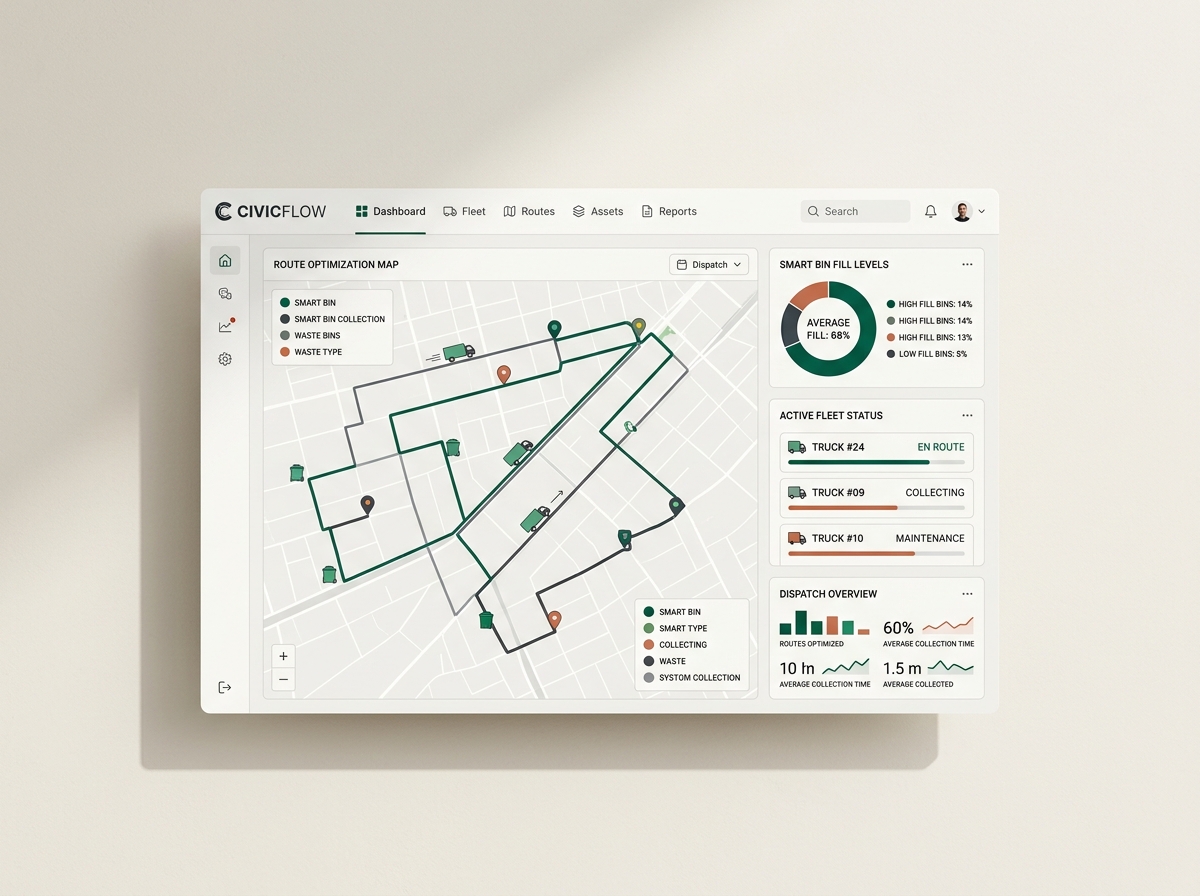 CIVICFLOW
Dashboard
Fleet
Routes
Assets
Reports
Search
ROUTE OPTIMIZATION MAP
Dispatch
SMART BIN
SMART BIN COLLECTION
WASTE BINS
WASTE TYPE
SMART BIN
SMART TYPE
COLLECTING
WASTE
SYSTOM COLLECTION
SMART BIN FILL LEVELS
AVERAGE
FILL: 68%
HIGH FILL BINS: 14%
HIGH FILL BINS: 14%
HIGH FILL BINS: 13%
LOW FILL BINS: 5%
ACTIVE FLEET STATUS
TRUCK #24 EN ROUTE
TRUCK #09 COLLECTING
TRUCK #10 MAINTENANCE
DISPATCH OVERVIEW
ROUTES OPTIMIZED
60%
AVERAGE COLLECTION TIME
10 hn
AVERAGE COLLECTION TIME
1.5 m
AVERAGE COLLECTED